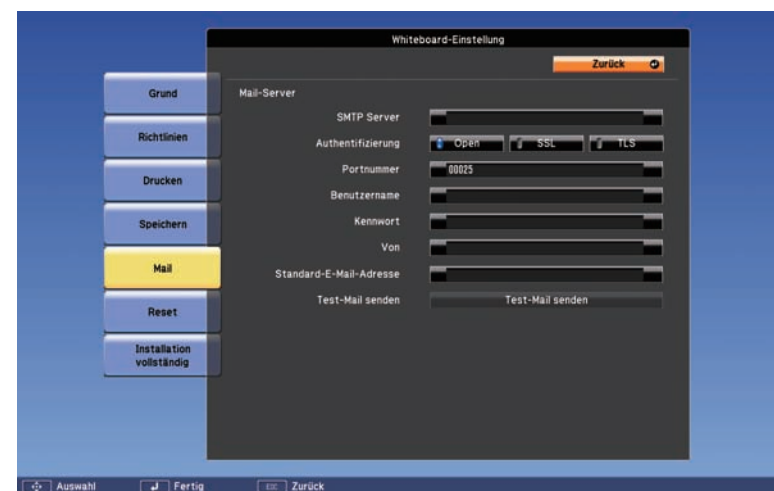 Whiteboard-Einstellung
Zurück
Grund
Richtlinien
Drucken
Speichern
Mail
Reset
Installation
vollständig
Mail-Server
SMTP Server
Authentifizierung Open SSL TLS
Portnummer 00025
Benutzername
Kennwort
Von
Standard-E-Mail-Adresse
Test-Mail senden Test-Mail senden
Auswahl Fertig ESC Zurück